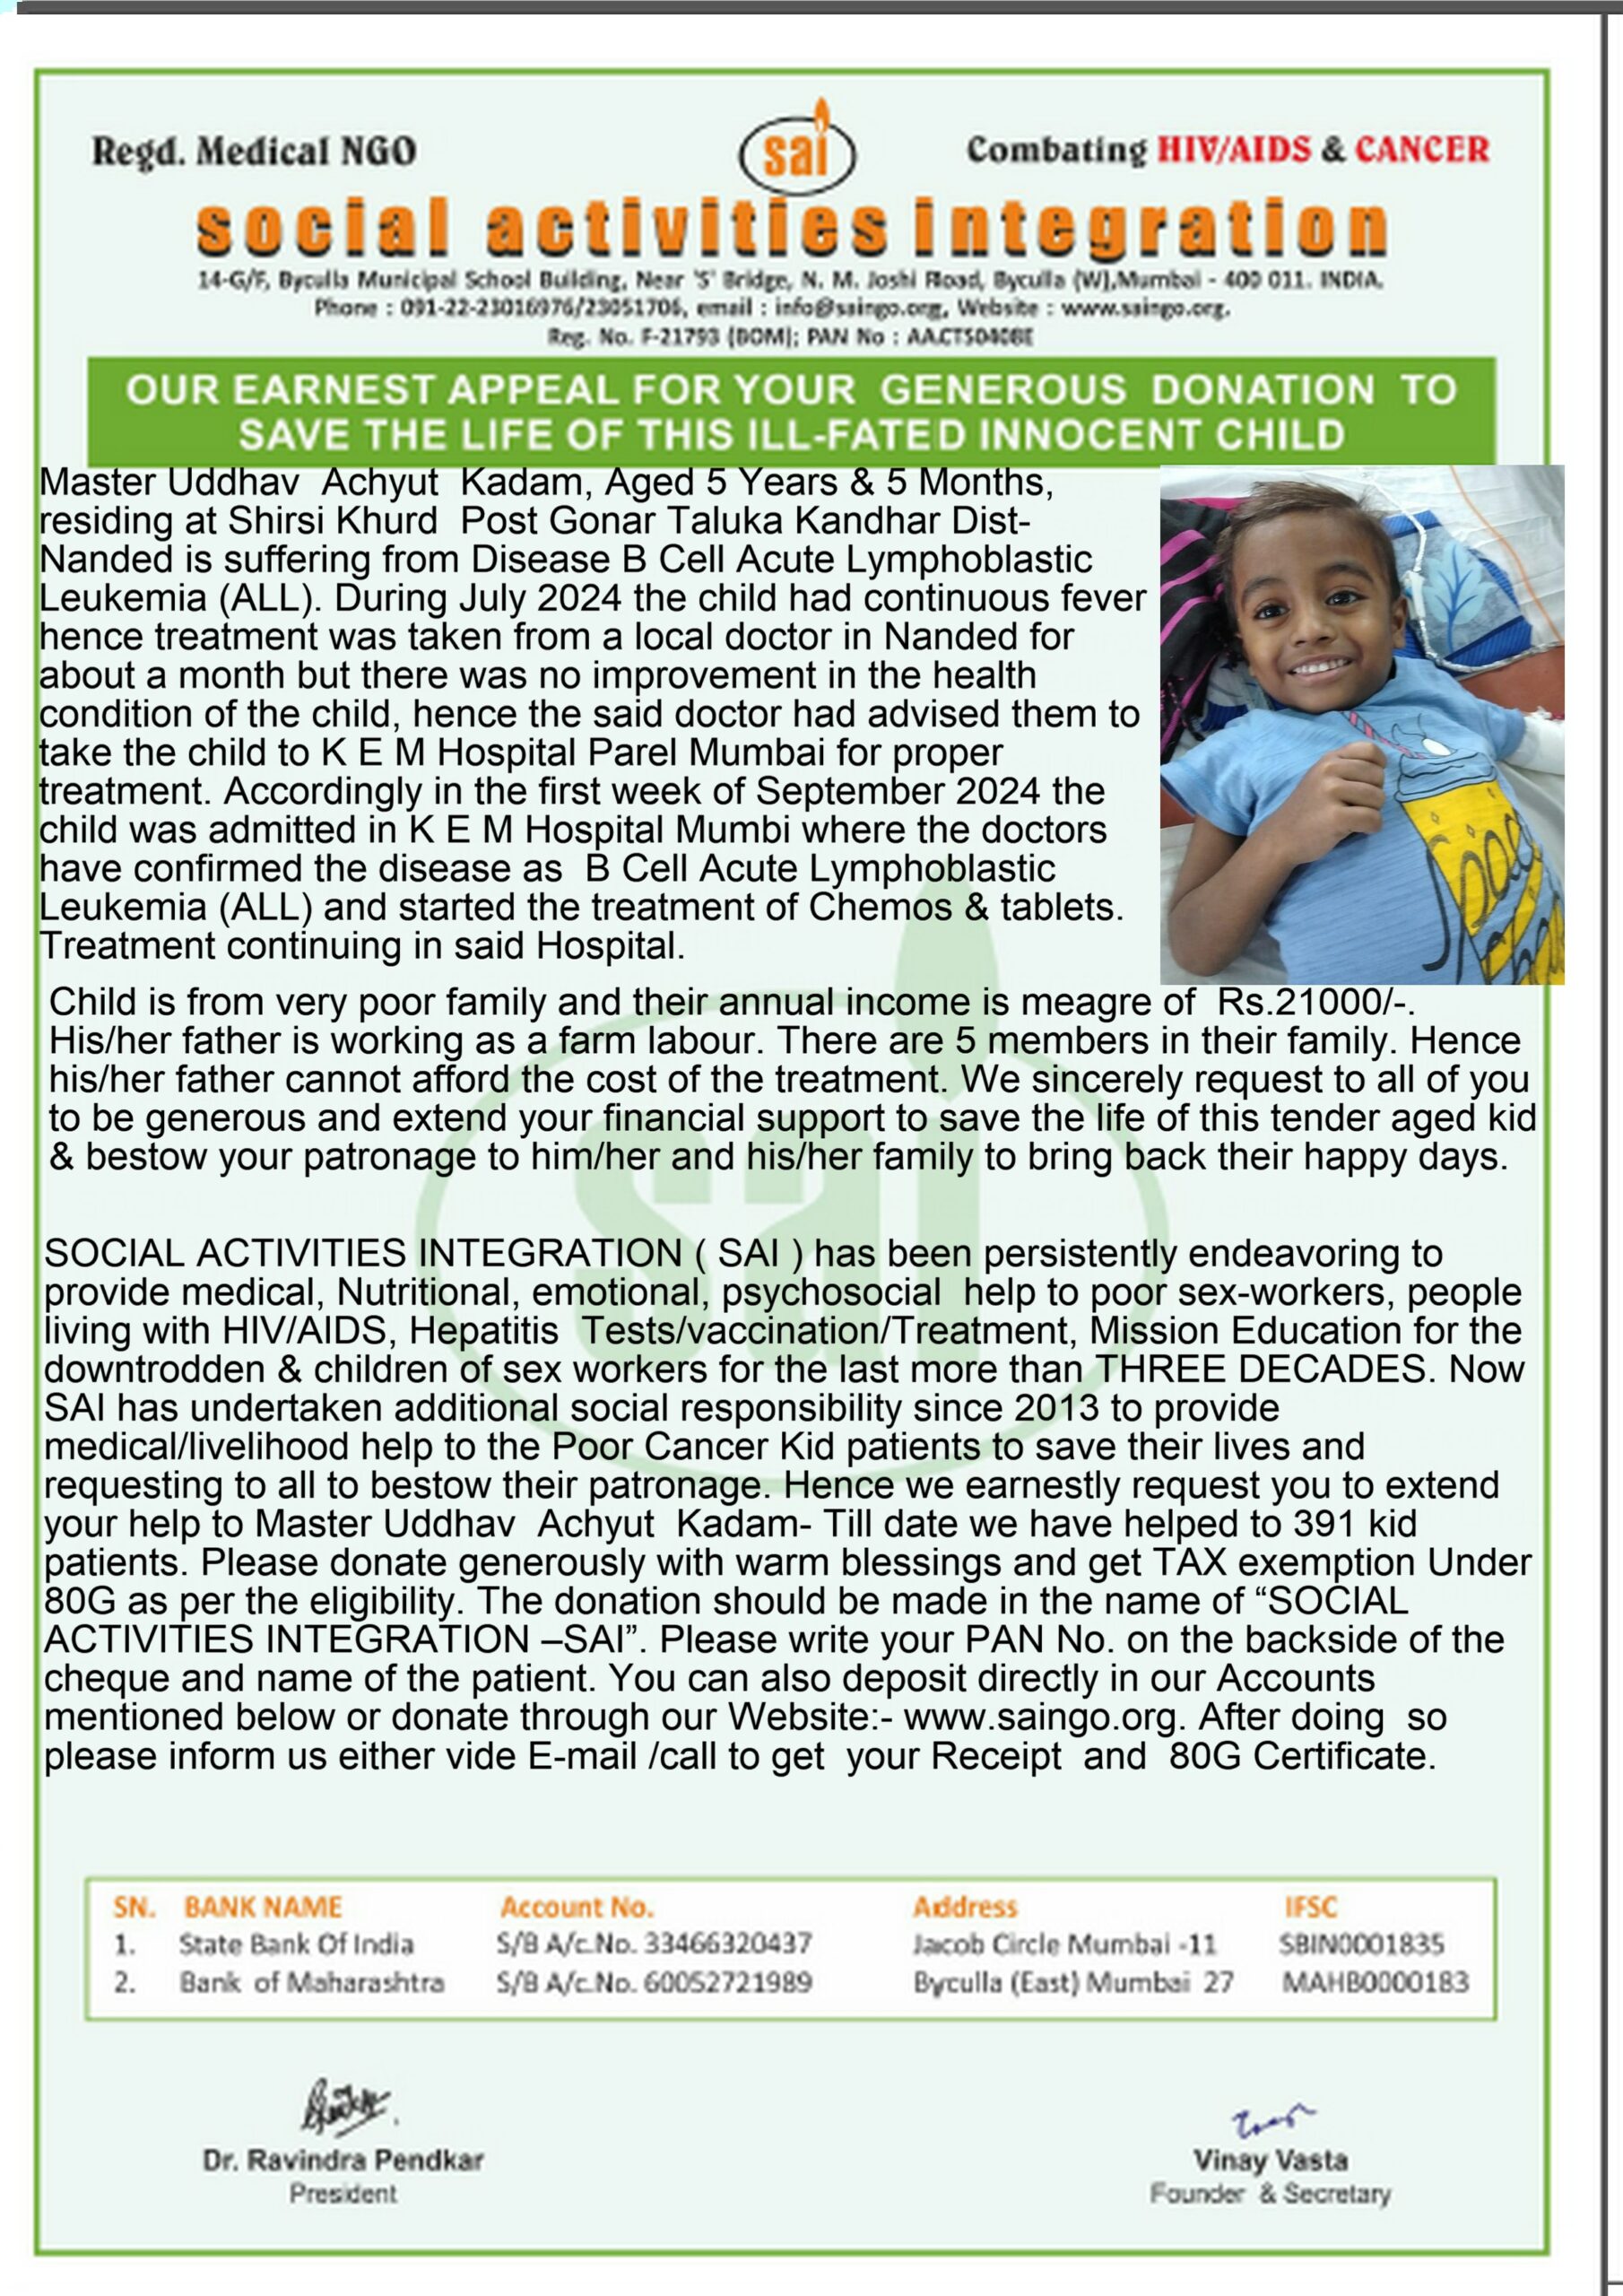 Regd. Medical NGO
sai
Combating HIV/AIDS & CANCER
social activities integration
14-G/F, Byculla Municipal School Building, Near 'S' Bridge, N. M. Joshi Road, Byculla (W),Mumbai - 400 011. INDIA.
Phone : 091-22-23016976/23051706, email : info@saingo.org, Website : www.saingo.org.
Reg. No. F-21793 (BOM); PAN No :
OUR EARNEST APPEAL FOR YOUR GENEROUS DONATION TO
SAVE THE LIFE OF THIS ILL-FATED INNOCENT CHILD
Master Uddhav Achyut Kadam, Aged 5 Years & 5 Months,
residing at Shirsi Khurd Post Gonar Taluka Kandhar Dist-
Nanded is suffering from Disease B Cell Acute Lymphoblastic
Leukemia (ALL). During July 2024 the child had continuous fever
hence treatment was taken from a local doctor in Nanded for
about a month but there was no improvement in the health
condition of the child, hence the said doctor had advised them to
take the child to K E M Hospital Parel Mumbai for proper
treatment. Accordingly in the first week of September 2024 the
child was admitted in K E M Hospital Mumbi where the doctors
have confirmed the disease as B Cell Acute Lymphoblastic
Leukemia (ALL) and started the treatment of Chemos & tablets.
Treatment continuing in said Hospital.
Child is from very poor family and their annual income is meagre of Rs.21000/-.
His/her father is working as a farm labour. There are 5 members in their family. Hence
his/her father cannot afford the cost of the treatment. We sincerely request to all of you
to be generous and extend your financial support to save the life of this tender aged kid
& bestow your patronage to him/her and his/her family to bring back their happy days.
sai
SOCIAL ACTIVITIES INTEGRATION ( SAI ) has been persistently endeavoring to
provide medical, Nutritional, emotional, psychosocial help to poor sex-workers, people
living with HIV/AIDS, Hepatitis Tests/vaccination/Treatment, Mission Education for the
downtrodden & children of sex workers for the last more than THREE DECADES. Now
SAI has undertaken additional social responsibility since 2013 to provide
medical/livelihood help to the Poor Cancer Kid patients to save their lives and
requesting to all to bestow their patronage. Hence we earnestly request you to extend
your help to Master Uddhav Achyut Kadam- Till date we have helped to 391 kid
patients. Please donate generously with warm blessings and get TAX exemption Under
80G as per the eligibility. The donation should be made in the name of “SOCIAL
ACTIVITIES INTEGRATION –SAI”. Please write your PAN No. on the backside of the
cheque and name of the patient. You can also deposit directly in our Accounts
mentioned below or donate through our Website:- www.saingo.org. After doing so
please inform us either vide E-mail /call to get your Receipt and 80G Certificate.
SN. BANK NAME Account No. Address IFSC
1. State Bank Of India S/B A/c.No. 33466320437 Jacob Circle Mumbai -11 SBIN0001835
2. Bank of Maharashtra S/B A/c.No. 60052721989 Byculla (East) Mumbai 27 MAHB0000183
Dr. Ravindra Pendkar
President
Vinay Vasta
Founder & Secretary